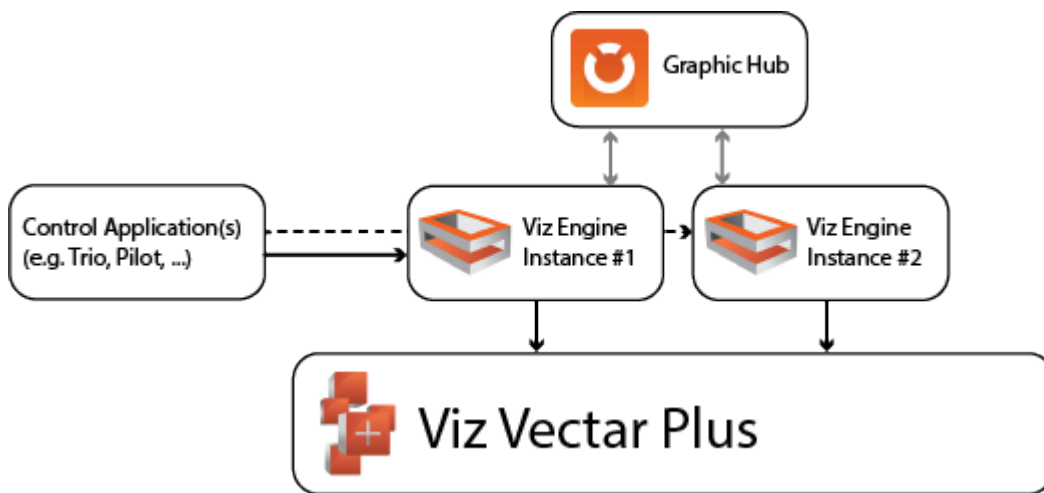 Graphic Hub
Control Application(s)
(e.g. Trio, Pilot, ...)
Viz Engine
Instance #1
Viz Engine
Instance #2
Viz Vectar Plus